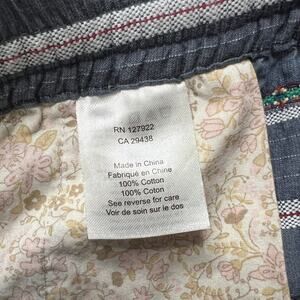 RN 127922
CA 29438
Made in China
Fabriqué en Chine
100% Cotton
100% Cotton
See reverse for care
Voir de soin sur le dos